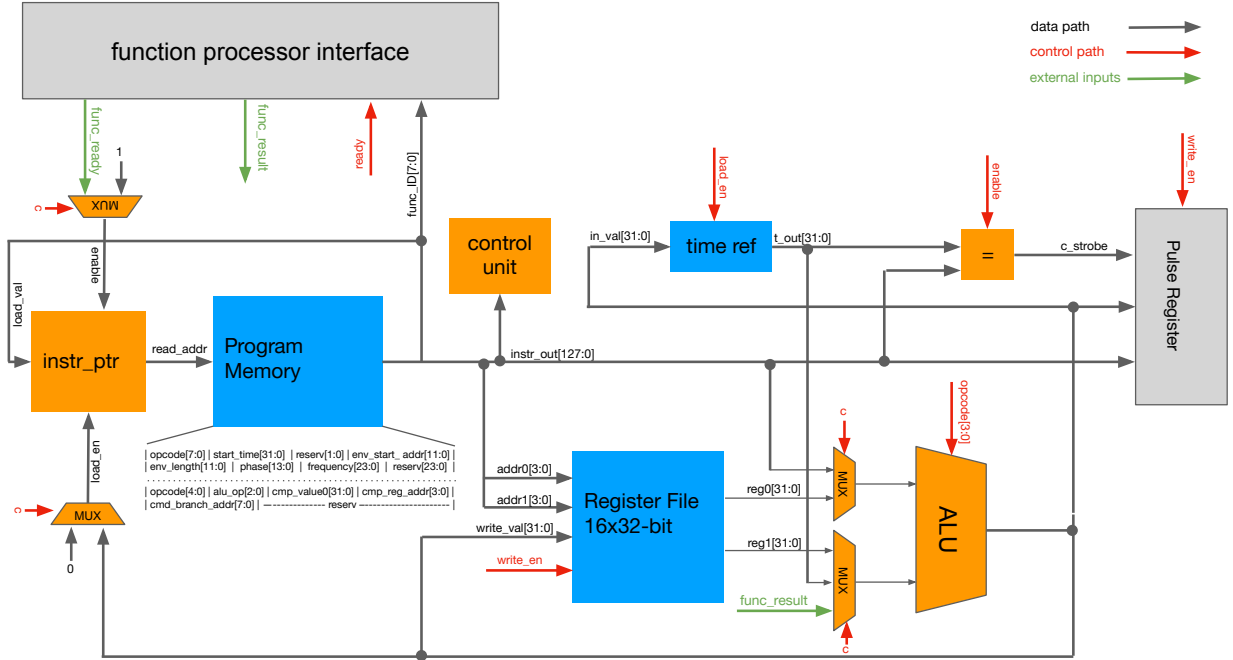 function processor interface
data path
control path
external inputs
func_ready
func_result
ready
func_ID[7:0]
1
MUX
c
enable
load_val
control
unit
load_en
enable
write_ en
in_val[31:0]
time ref
t_out[31:0]
=
c_strobe
Pulse Register
instr_ptr
read_addr
Program
Memory
instr_out[127:0]
load_en
MUX
c
0
| opcode[7:0] | start_time[31:0] | reserv[1:0] | env_start_ addr[11:0] |
env_length[11:0] | phase[13:0] | frequency[23:0] | reserv[23:0] |
| opcode[4:0] | alu_op[2:0] | cmp_value0[31:0] | cmp_reg_addr[3:0] |
cmd_branch_addr[7:0] | ---------------- reserv --------------------- |
addr0[3:0]
addr1[3:0]
write_val[31:0]
write_en
Register File
16x32-bit
reg0[31:0]
reg1[31:0]
func_result
c
MUX
MUX
c
opcode[3:0]
ALU